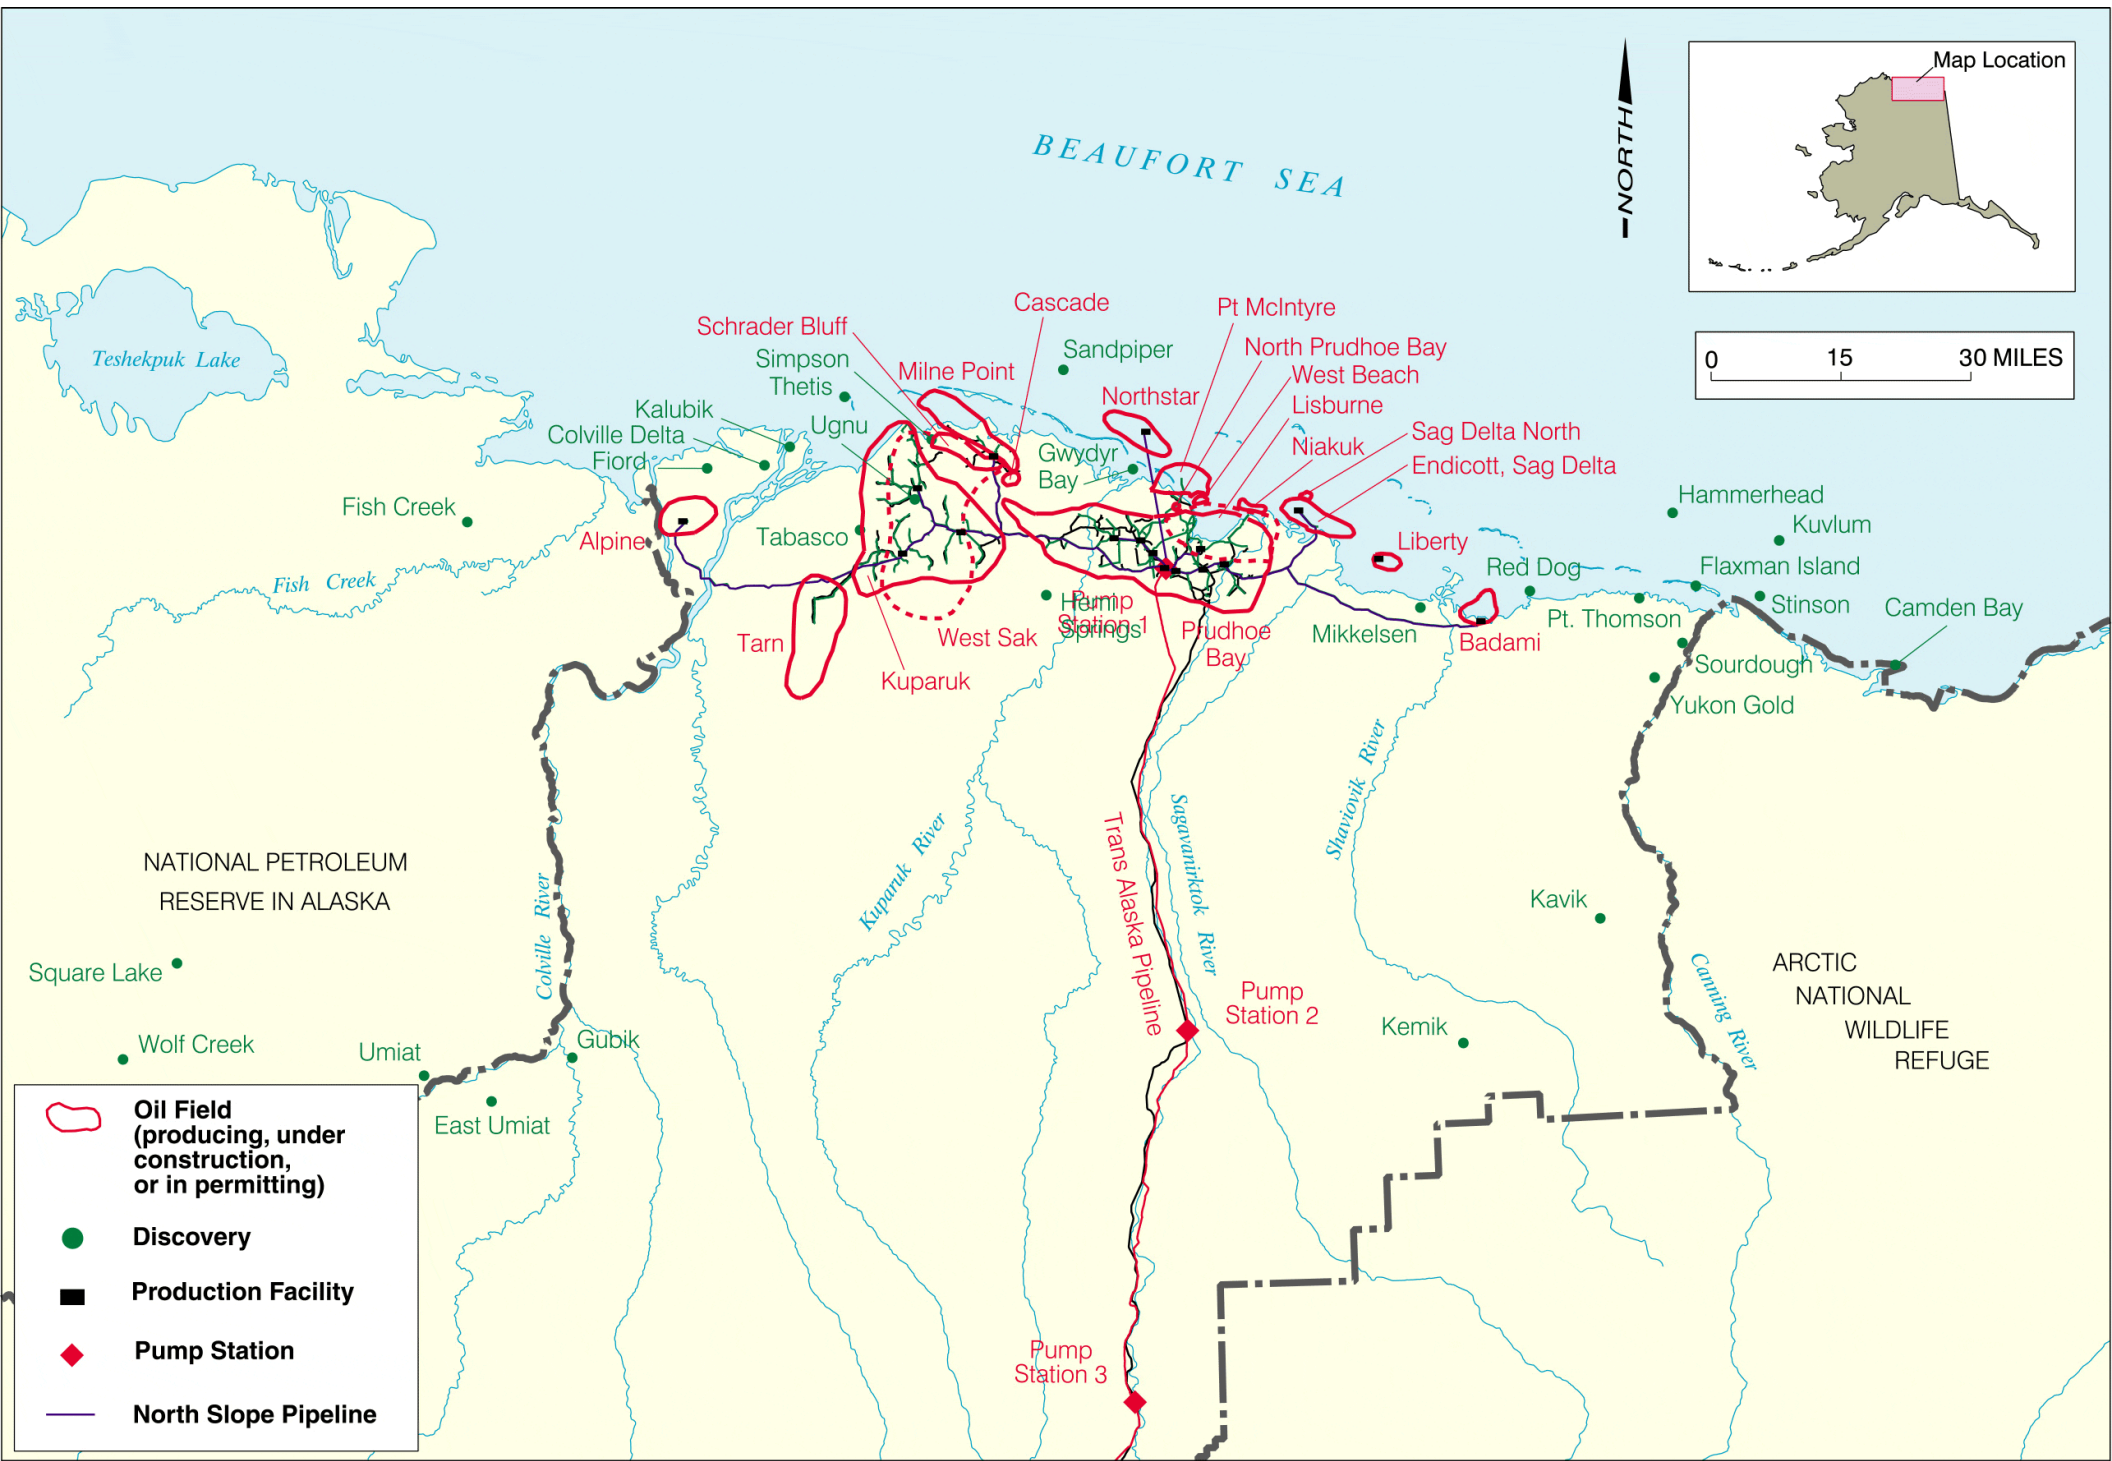 Map Location
NORTH
0 15 30 MILES
BEAUFORT SEA
Teshekpuk Lake
Cascade
Pt McIntyre
Schrader Bluff
North Prudhoe Bay
Simpson
Sandpiper
Milne Point
West Beach
Thetis
Northstar
Lisburne
Kalubik
Ugnu
Sag Delta North
Colville Delta
Niakuk
Gwydyr
Bay
Fiord
Endicott, Sag Delta
Hammerhead
Fish Creek
Kuvlum
Alpine
Tabasco
Liberty
Red Dog
Flaxman Island
Fish Creek
Hemi
Springs
Pump
Station 1
Stinson
Camden Bay
Pt. Thomson
Tarn
West Sak
Prudhoe
Bay
Mikkelsen
Badami
Sourdough
Kuparuk
Yukon Gold
Shaviovik River
Kuparuk River
Trans Alaska Pipeline
Sagavanirktok River
NATIONAL PETROLEUM
RESERVE IN ALASKA
Colville River
Kavik
Canning River
ARCTIC
NATIONAL
WILDLIFE
REFUGE
Square Lake
Pump
Station 2
Kemik
Wolf Creek
Umiat
Gubik
East Umiat
Pump
Station 3
Oil Field
(producing, under
construction,
or in permitting)
Discovery
Production Facility
Pump Station
North Slope Pipeline